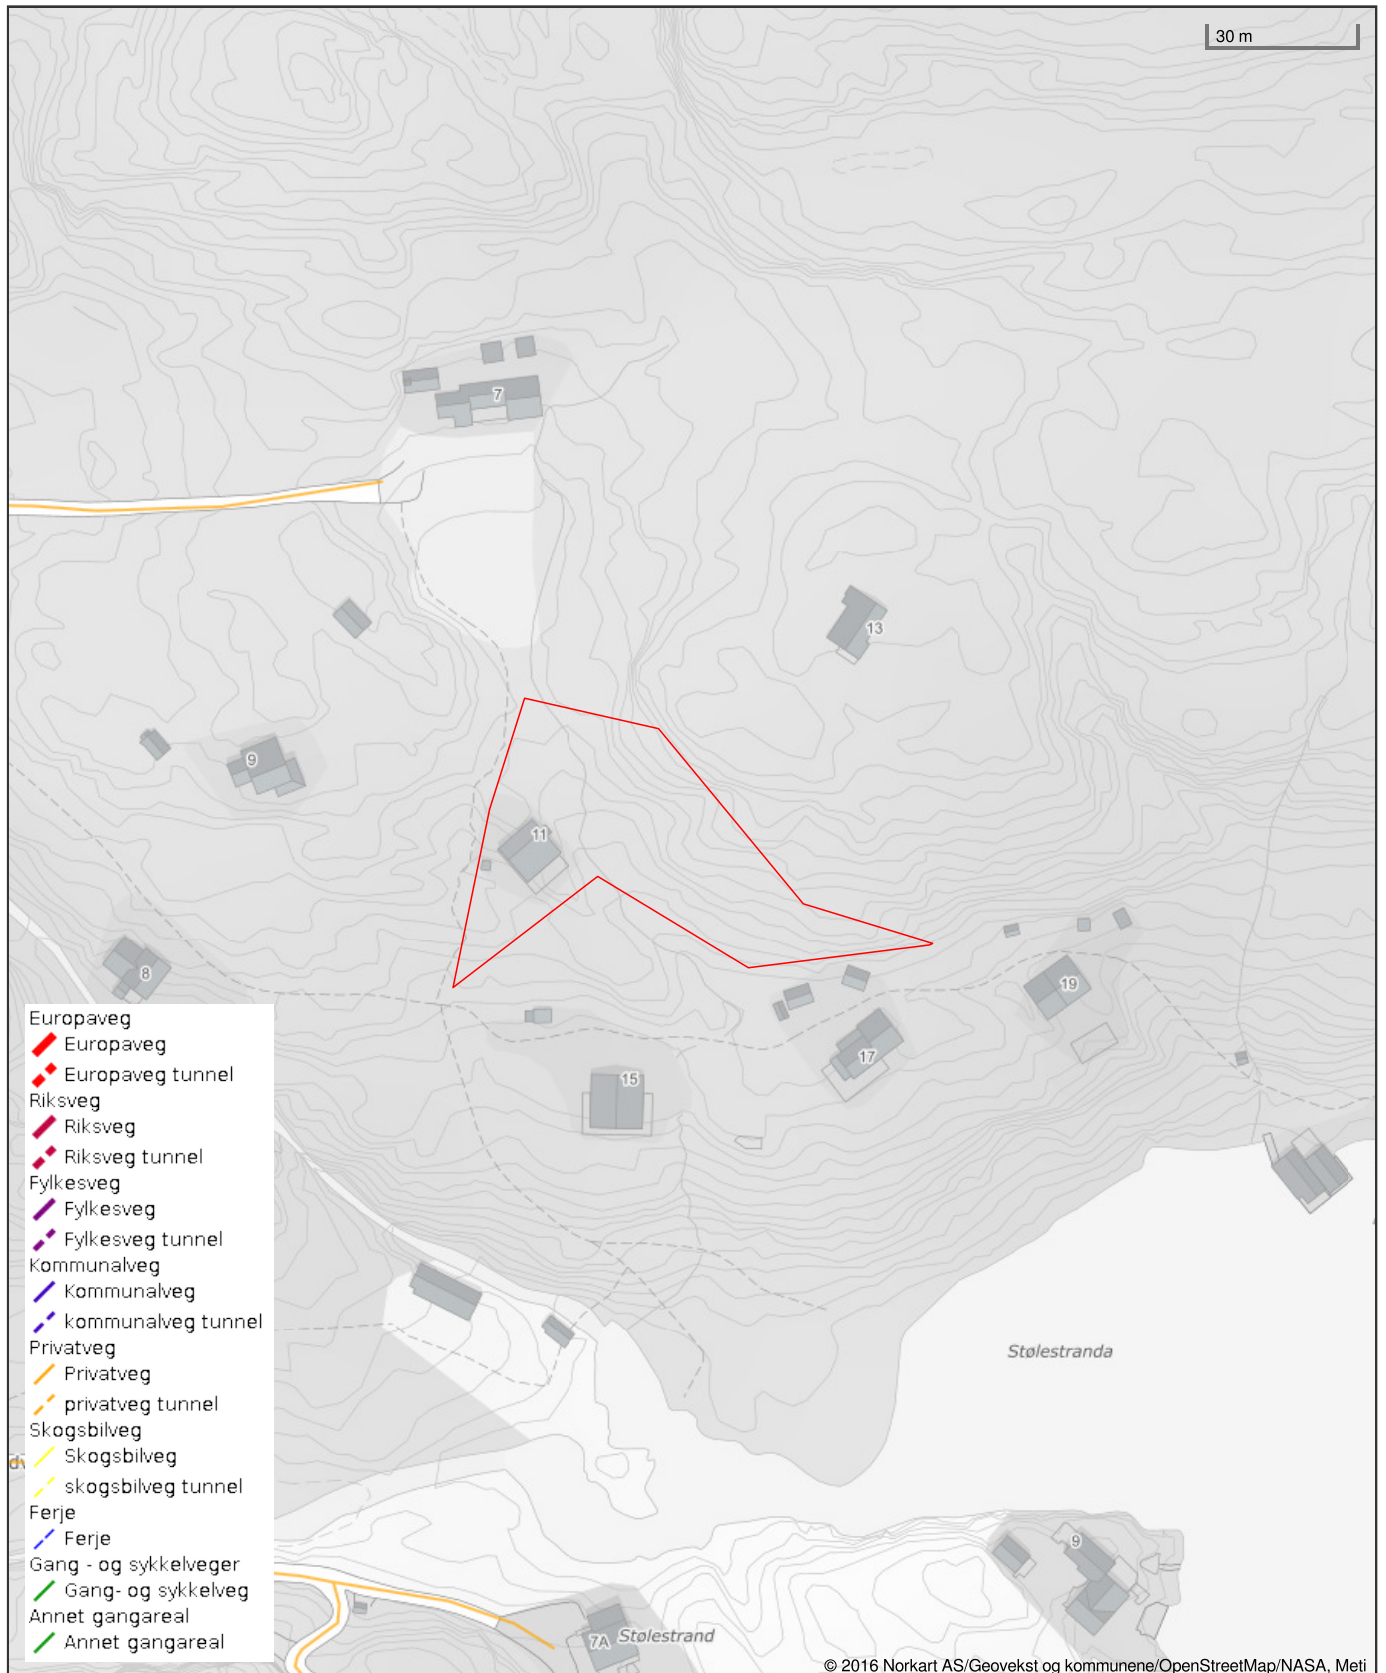 30 m
7
13
9
11
8
19
17
15
Europaveg
Europaveg
Europaveg tunnel
Riksveg
Riksveg
Riksveg tunnel
Fylkesveg
Fylkesveg
Fylkesveg tunnel
Kommunalveg
Kommunalveg
kommunalveg tunnel
Privatveg
Privatveg
privatveg tunnel
Skogsbilveg
Skogsbilveg
skogsbilveg tunnel
Ferje
Ferje
Gang - og sykkelveger
Gang- og sykkelveg
Annet gangareal
Annet gangareal
Stølestranda
9
7A Stølestrand
© 2016 Norkart AS/Geovekst og kommunene/OpenStreetMap/NASA, Meti